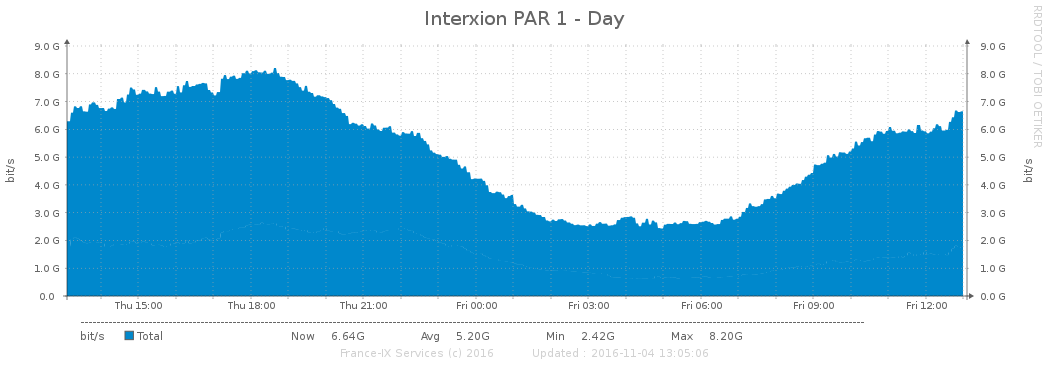 Interxion PAR 1 - Day
RRDTOOL / TOBI OETIKER
bit/s
9.0 G
8.0 G
7.0 G
6.0 G
5.0 G
4.0 G
3.0 G
2.0 G
1.0 G
0.0
9.0 G
8.0 G
7.0 G
6.0 G
5.0 G
4.0 G
3.0 G
2.0 G
1.0 G
0.0 G
bit/s
Thu 15:00 Thu 18:00 Thu 21:00 Fri 00:00 Fri 03:00 Fri 06:00 Fri 09:00 Fri 12:00
bit/s Total Now 6.64G Avg 5.20G Min 2.42G Max 8.20G
France-IX Services (c) 2016 Updated : 2016-11-04 13:05:06